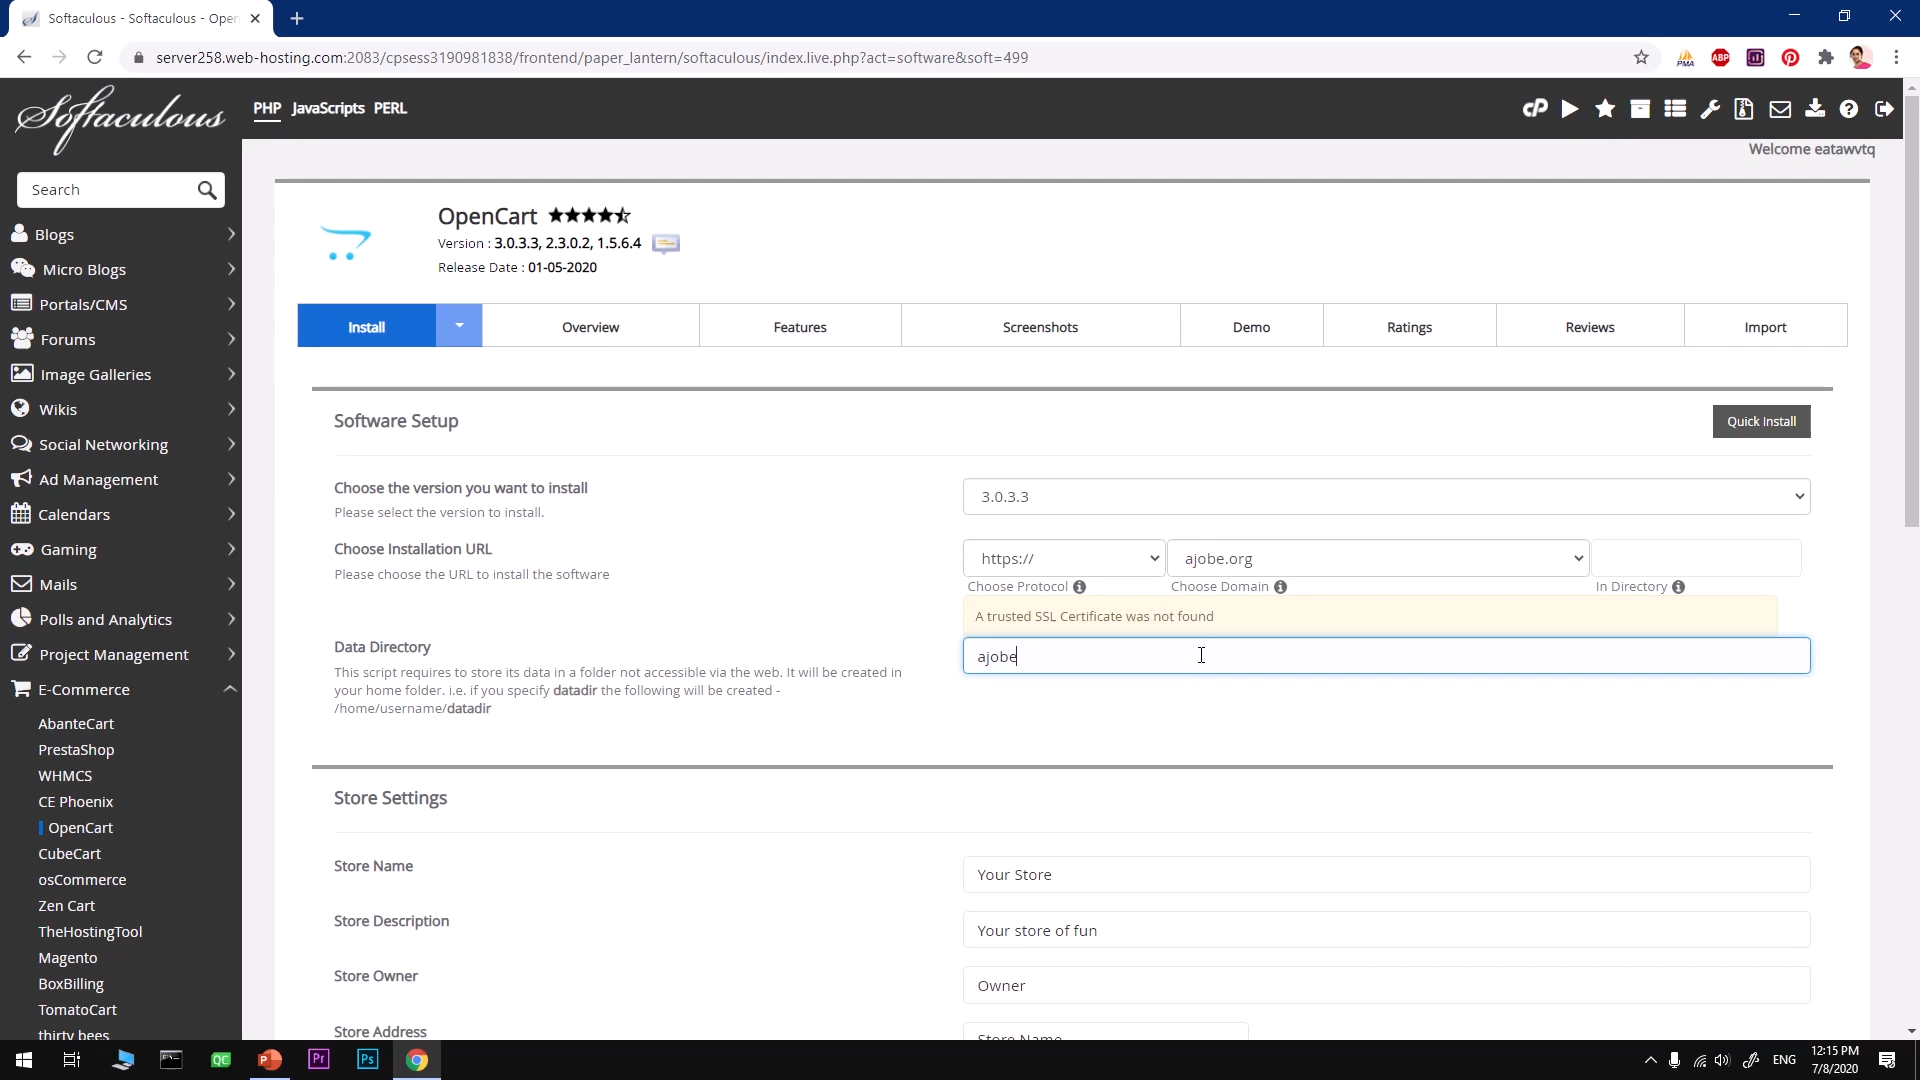 Softaculous - Softaculous - Open
server258.web-hosting.com:2083/cpsess3190981838/frontend/paper_lantern/softaculous/index.live.php?act=software&soft=499
PMA
ABP
Softaculous
PHP JavaScripts PERL
cP
Welcome eatawvtq
Search
Blogs
Micro Blogs
Portals/CMS
Forums
Image Galleries
Wikis
Social Networking
Ad Management
Calendars
Gaming
Mails
Polls and Analytics
Project Management
E-Commerce
AbanteCart
PrestaShop
WHMCS
CE Phoenix
OpenCart
CubeCart
osCommerce
Zen Cart
TheHostingTool
Magento
BoxBilling
TomatoCart
thirty bees
OpenCart
Version : 3.0.3.3, 2.3.0.2, 1.5.6.4
Release Date : 01-05-2020
Install Overview Features Screenshots Demo Ratings Reviews Import
Software Setup
Quick Install
Choose the version you want to install
Please select the version to install.
3.0.3.3
Choose Installation URL
Please choose the URL to install the software
https:// ajobe.org
Choose Protocol Choose Domain In Directory
A trusted SSL Certificate was not found
Data Directory
This script requires to store its data in a folder not accessible via the web. It will be created in
your home folder. i.e. if you specify datadir the following will be created -
/home/username/datadir
ajobe
Store Settings
Store Name
Your Store
Store Description
Your store of fun
Store Owner
Owner
Store Address
Store Name
QC
Pr
Ps
ENG
12:15 PM
7/8/2020